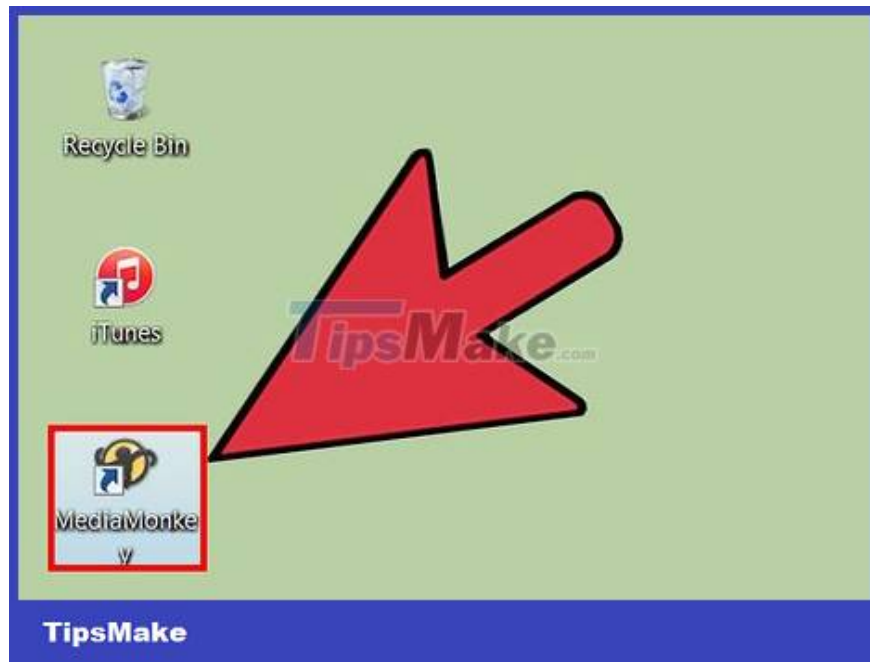 Recycle Bin
iTunes
TipsMake.com
MediaMonke
y
TipsMake